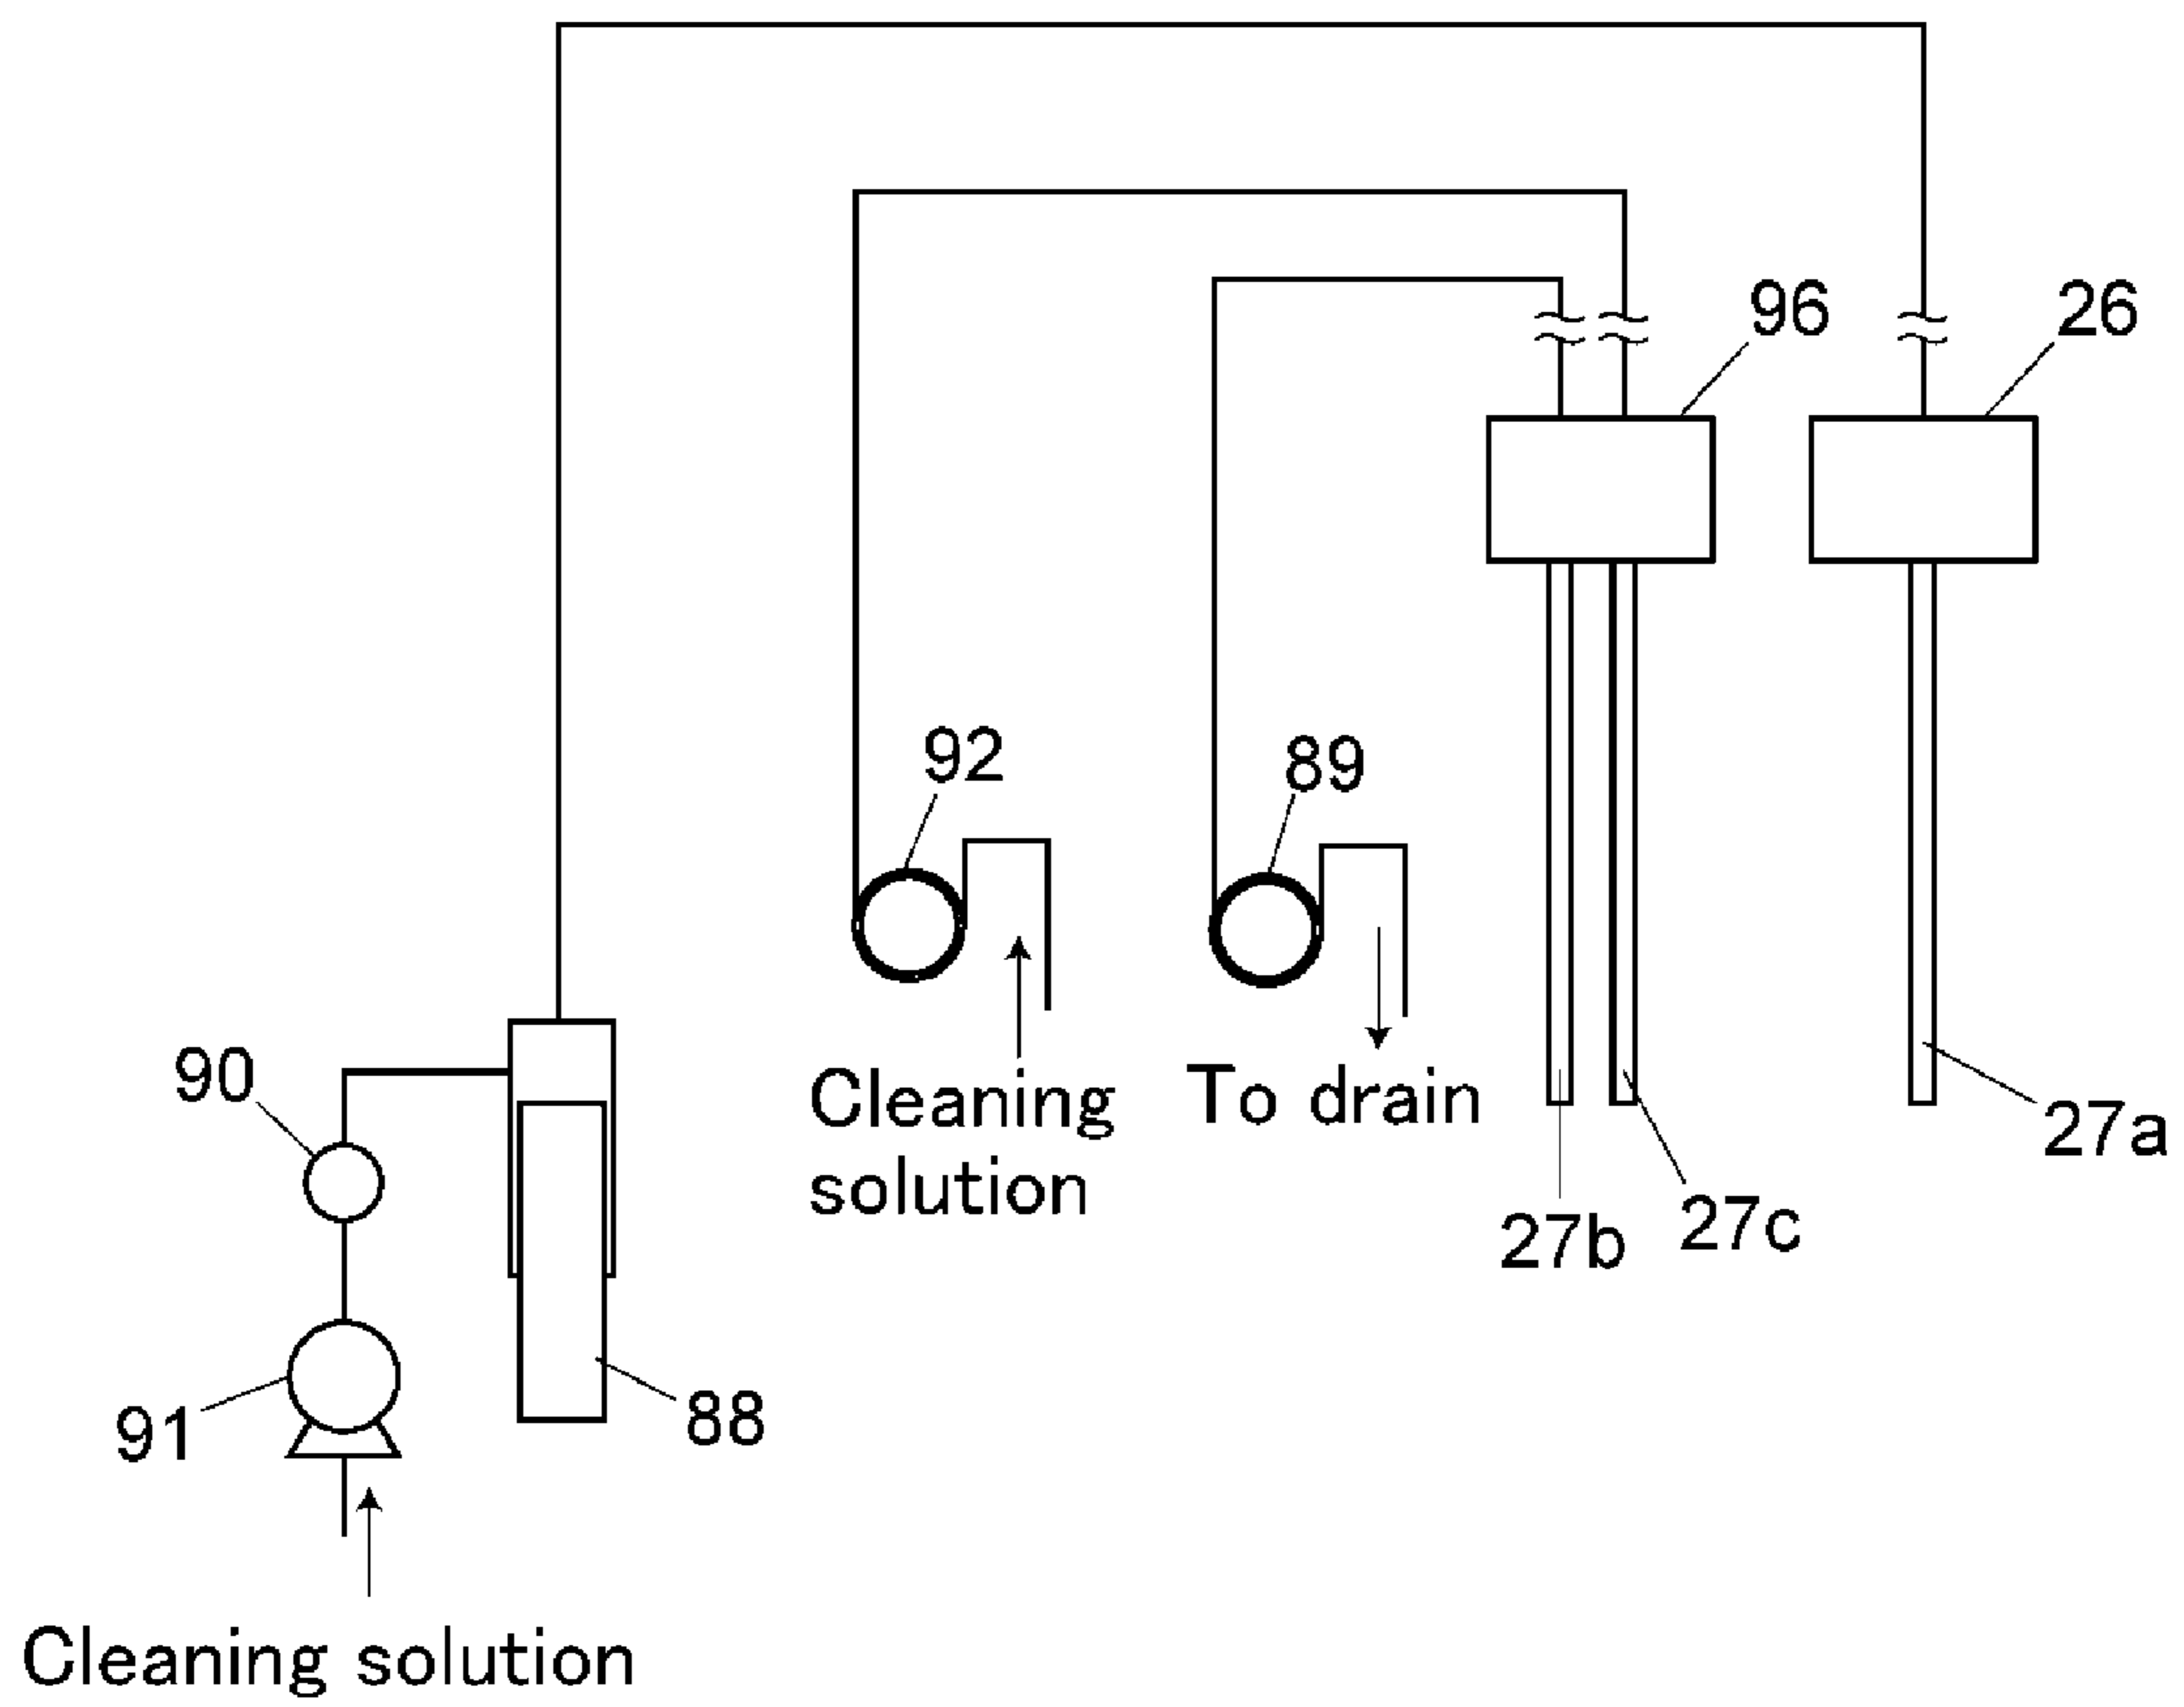 96
26
92
89
90
Cleaning
solution
To drain
27a
27b
27c
91
88
Cleaning solution